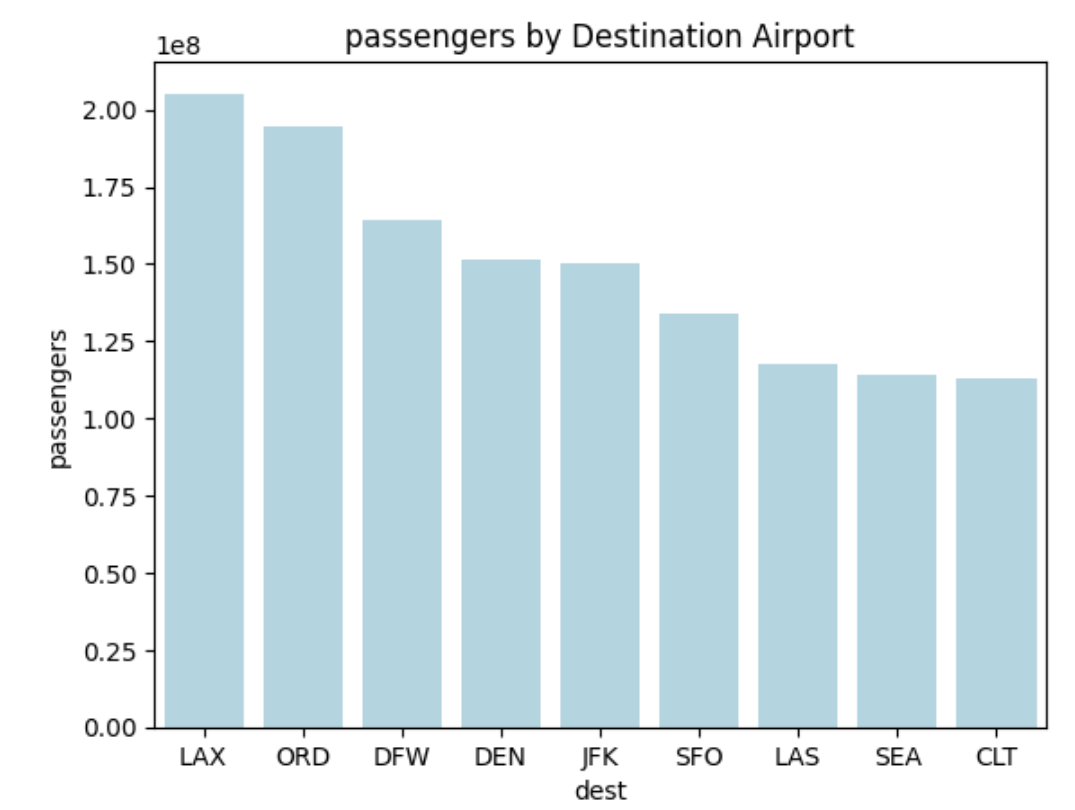 passengers by Destination Airport
1e8
2.00
1.75
1.50
1.25
1.00
0.75
0.50
0.25
0.00
passengers
LAX ORD DFW DEN JFK SFO LAS SEA CLT
dest